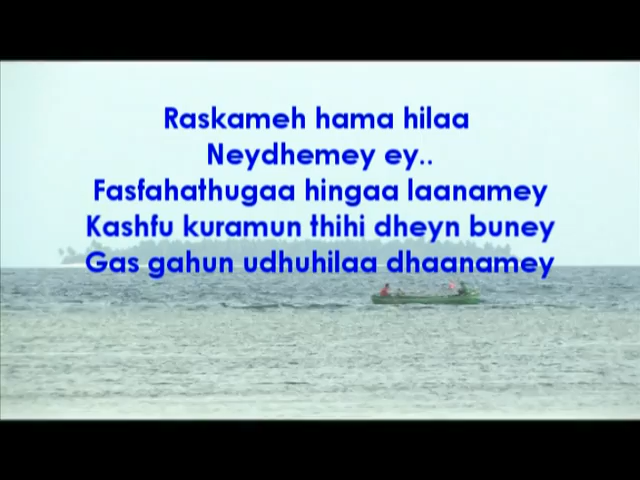 Raskameh hama hilaa
Neydhemey ey..
Fasfahathugaa hingaa laanamey
Kashfu kuramun thihi dheyn buney
Gas gahun udhuhilaa dhaanamey